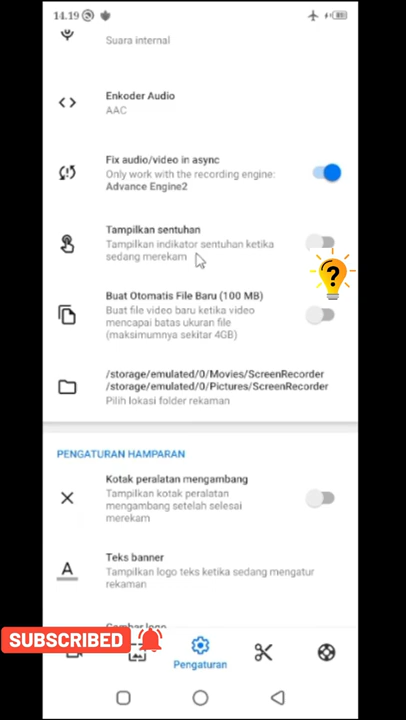 14.19
Suara internal
Enkoder Audio
AAC
Fix audio/video in async
Only work with the recording engine:
Advance Engine2
Tampilkan sentuhan
Tampilkan indikator sentuhan ketika
sedang merekam
?
Buat Otomatis File Baru (100 MB)
Buat file video baru ketika video
mencapai batas ukuran file
(maksimumnya sekitar 4GB)
/storage/emulated/0/Movies/ScreenRecorder
/storage/emulated/0/Pictures/ScreenRecorder
Pilih lokasi folder rekaman
PENGATURAN HAMPARAN
Kotak peralatan mengambang
Tampilkan kotak peralatan
mengambang setelah selesai
merekam
A
Teks banner
Tampilkan logo teks ketika sedang mengatur
rekaman
Gambar logo
SUBSCRIBED
Pengaturan